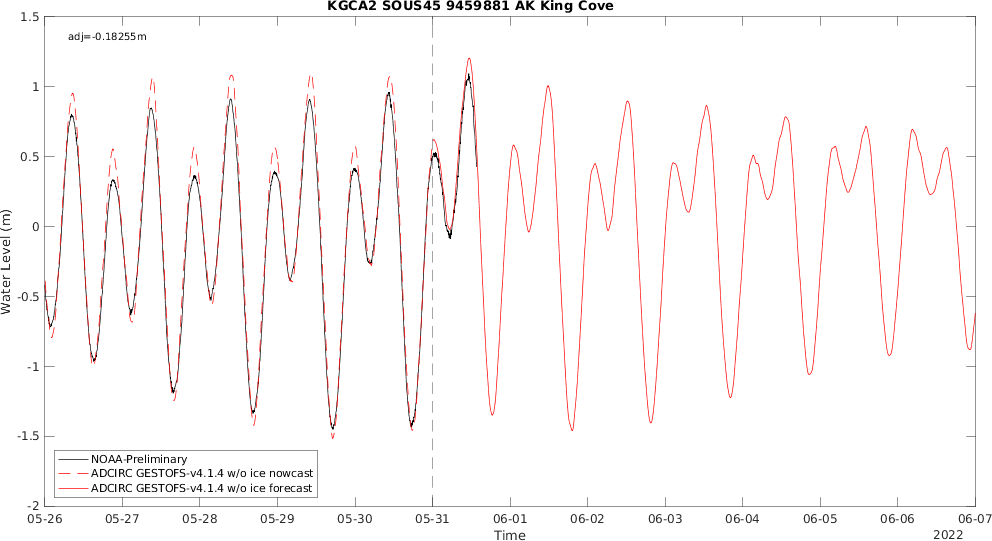 KGCA2 SOUS45 9459881 AK King Cove
adj=-0.18255m
1.5
1
0.5
0
-0.5
-1
-1.5
-2
Water Level (m)
NOAA-Preliminary
ADCIRC GESTOFS-v4.1.4 w/o ice nowcast
ADCIRC GESTOFS-v4.1.4 w/o ice forecast
05-26 05-27 05-28 05-29 05-30 05-31 06-01 06-02 06-03 06-04 06-05 06-06 06-07
Time
2022